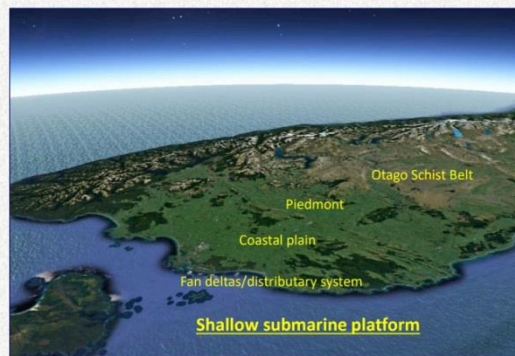 Otago Schist Belt
Piedmont
Coastal plain
Fan deltas/distributary system
Shallow submarine platform